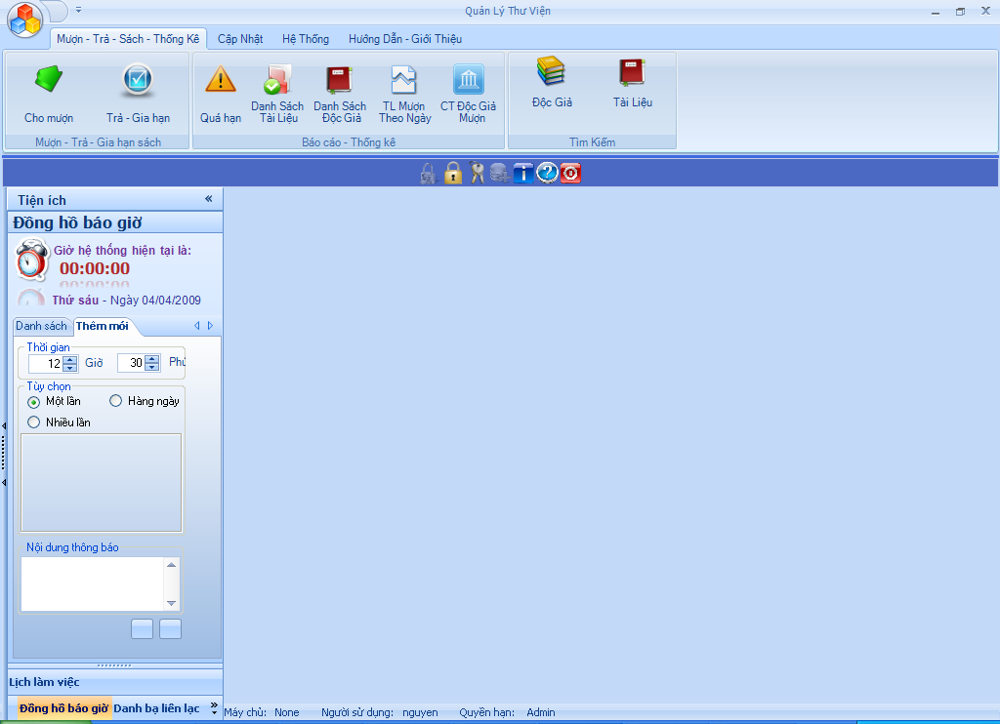 Quản Lý Thư Viện
Mượn - Trả - Sách - Thống Kê
Cập Nhật
Hệ Thống
Hướng Dẫn - Giới Thiệu
Cho mượn
Trả - Gia hạn
Quá hạn
Danh Sách
Tài Liệu
Danh Sách
Độc Giả
TL Mượn
Theo Ngày
CT Độc Giả
Mượn
Độc Giả
Tài Liệu
Mượn - Trả - Gia hạn sách
Báo cáo - Thống kê
Tìm Kiếm
Tiện ích
Đồng hồ báo giờ
Giờ hệ thống hiện tại là:
00:00:00
Thứ sáu - Ngày 04/04/2009
Danh sách
Thêm mới
Thời gian
12 Giờ 30 Phú
Tùy chọn
Một lần
Hàng ngày
Nhiều lần
Nội dung thông báo
Lịch làm việc
Đồng hồ báo giờ
Danh bạ liên lạc
Máy chủ: None
Người sử dụng: nguyen
Quyền hạn: Admin